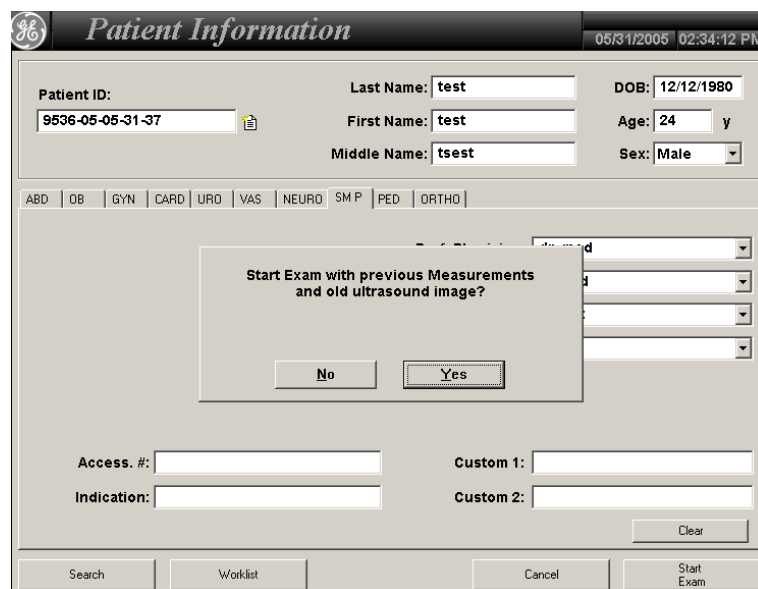 GE
Patient Information
05/31/2005 02:34:12 PM
Patient ID:
9536-05-05-31-37
Last Name: test
First Name: test
Middle Name: tsest
DOB: 12/12/1980
Age: 24 y
Sex: Male
ABD OB GYN CARD URO VAS NEURO SM P PED ORTHO
Start Exam with previous Measurements
and old ultrasound image?
No Yes
Access. #:
Indication:
Custom 1:
Custom 2:
Clear
Search Worklist Cancel Start
Exam